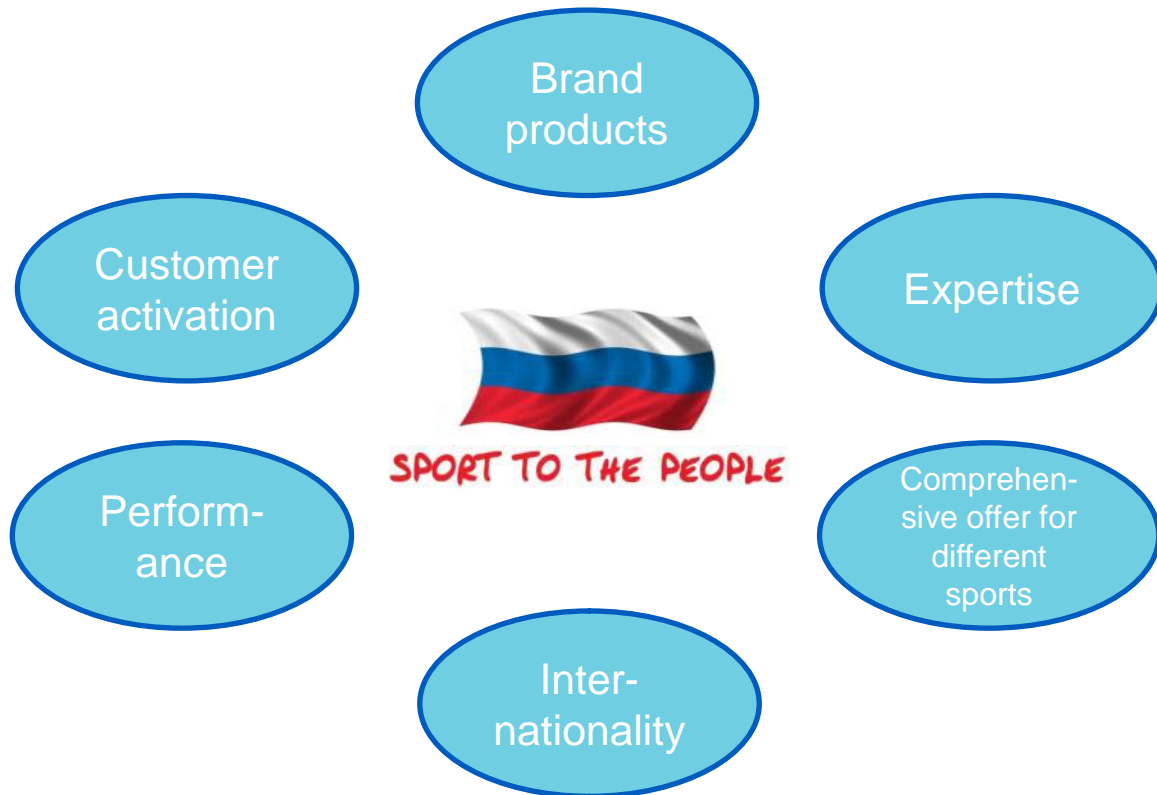 Brand
products
Customer
activation
Expertise
SPORT TO THE PEOPLE
Perform-
ance
Comprehen-
sive offer for
different
sports
Inter-
nationality